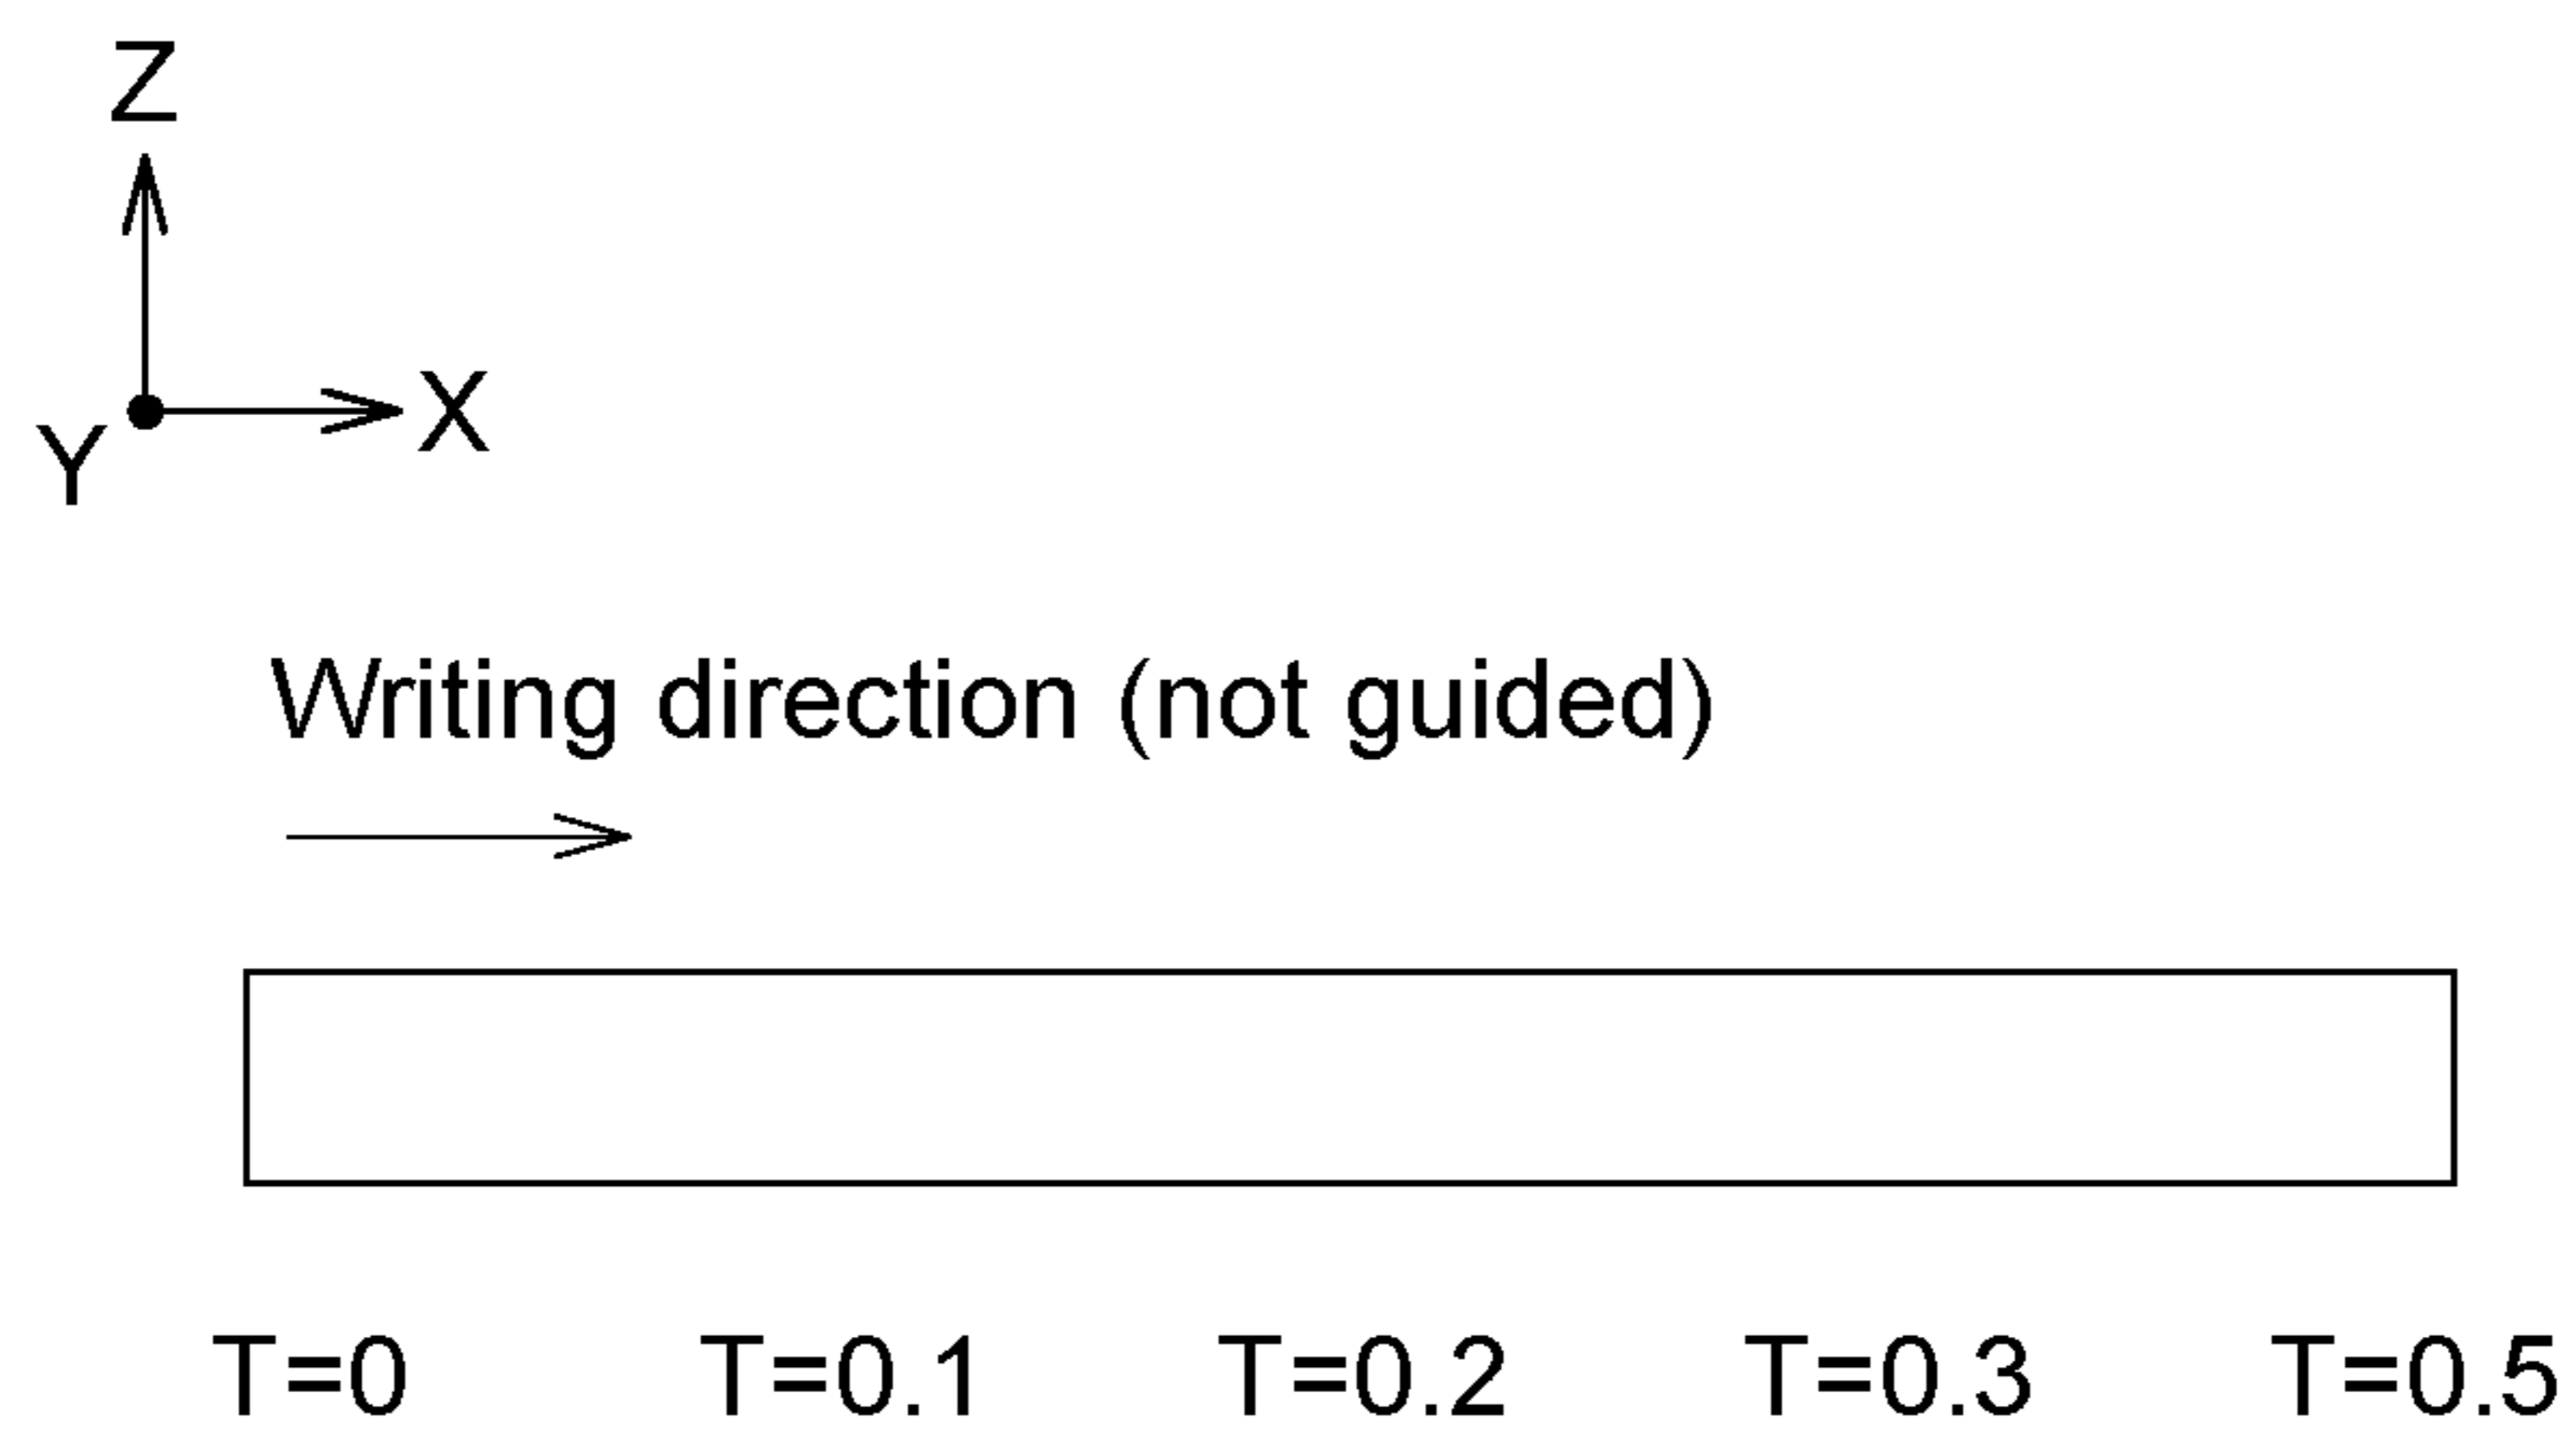 Z
X
Y
Writing direction (not guided)
T=0 T=0.1 T=0.2 T=0.3 T=0.5